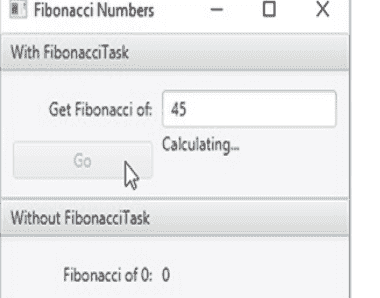 Fibonacci Numbers
With FibonacciTask
Get Fibonacci of: 45
Go Calculating...
Without FibonacciTask
Fibonacci of 0: 0